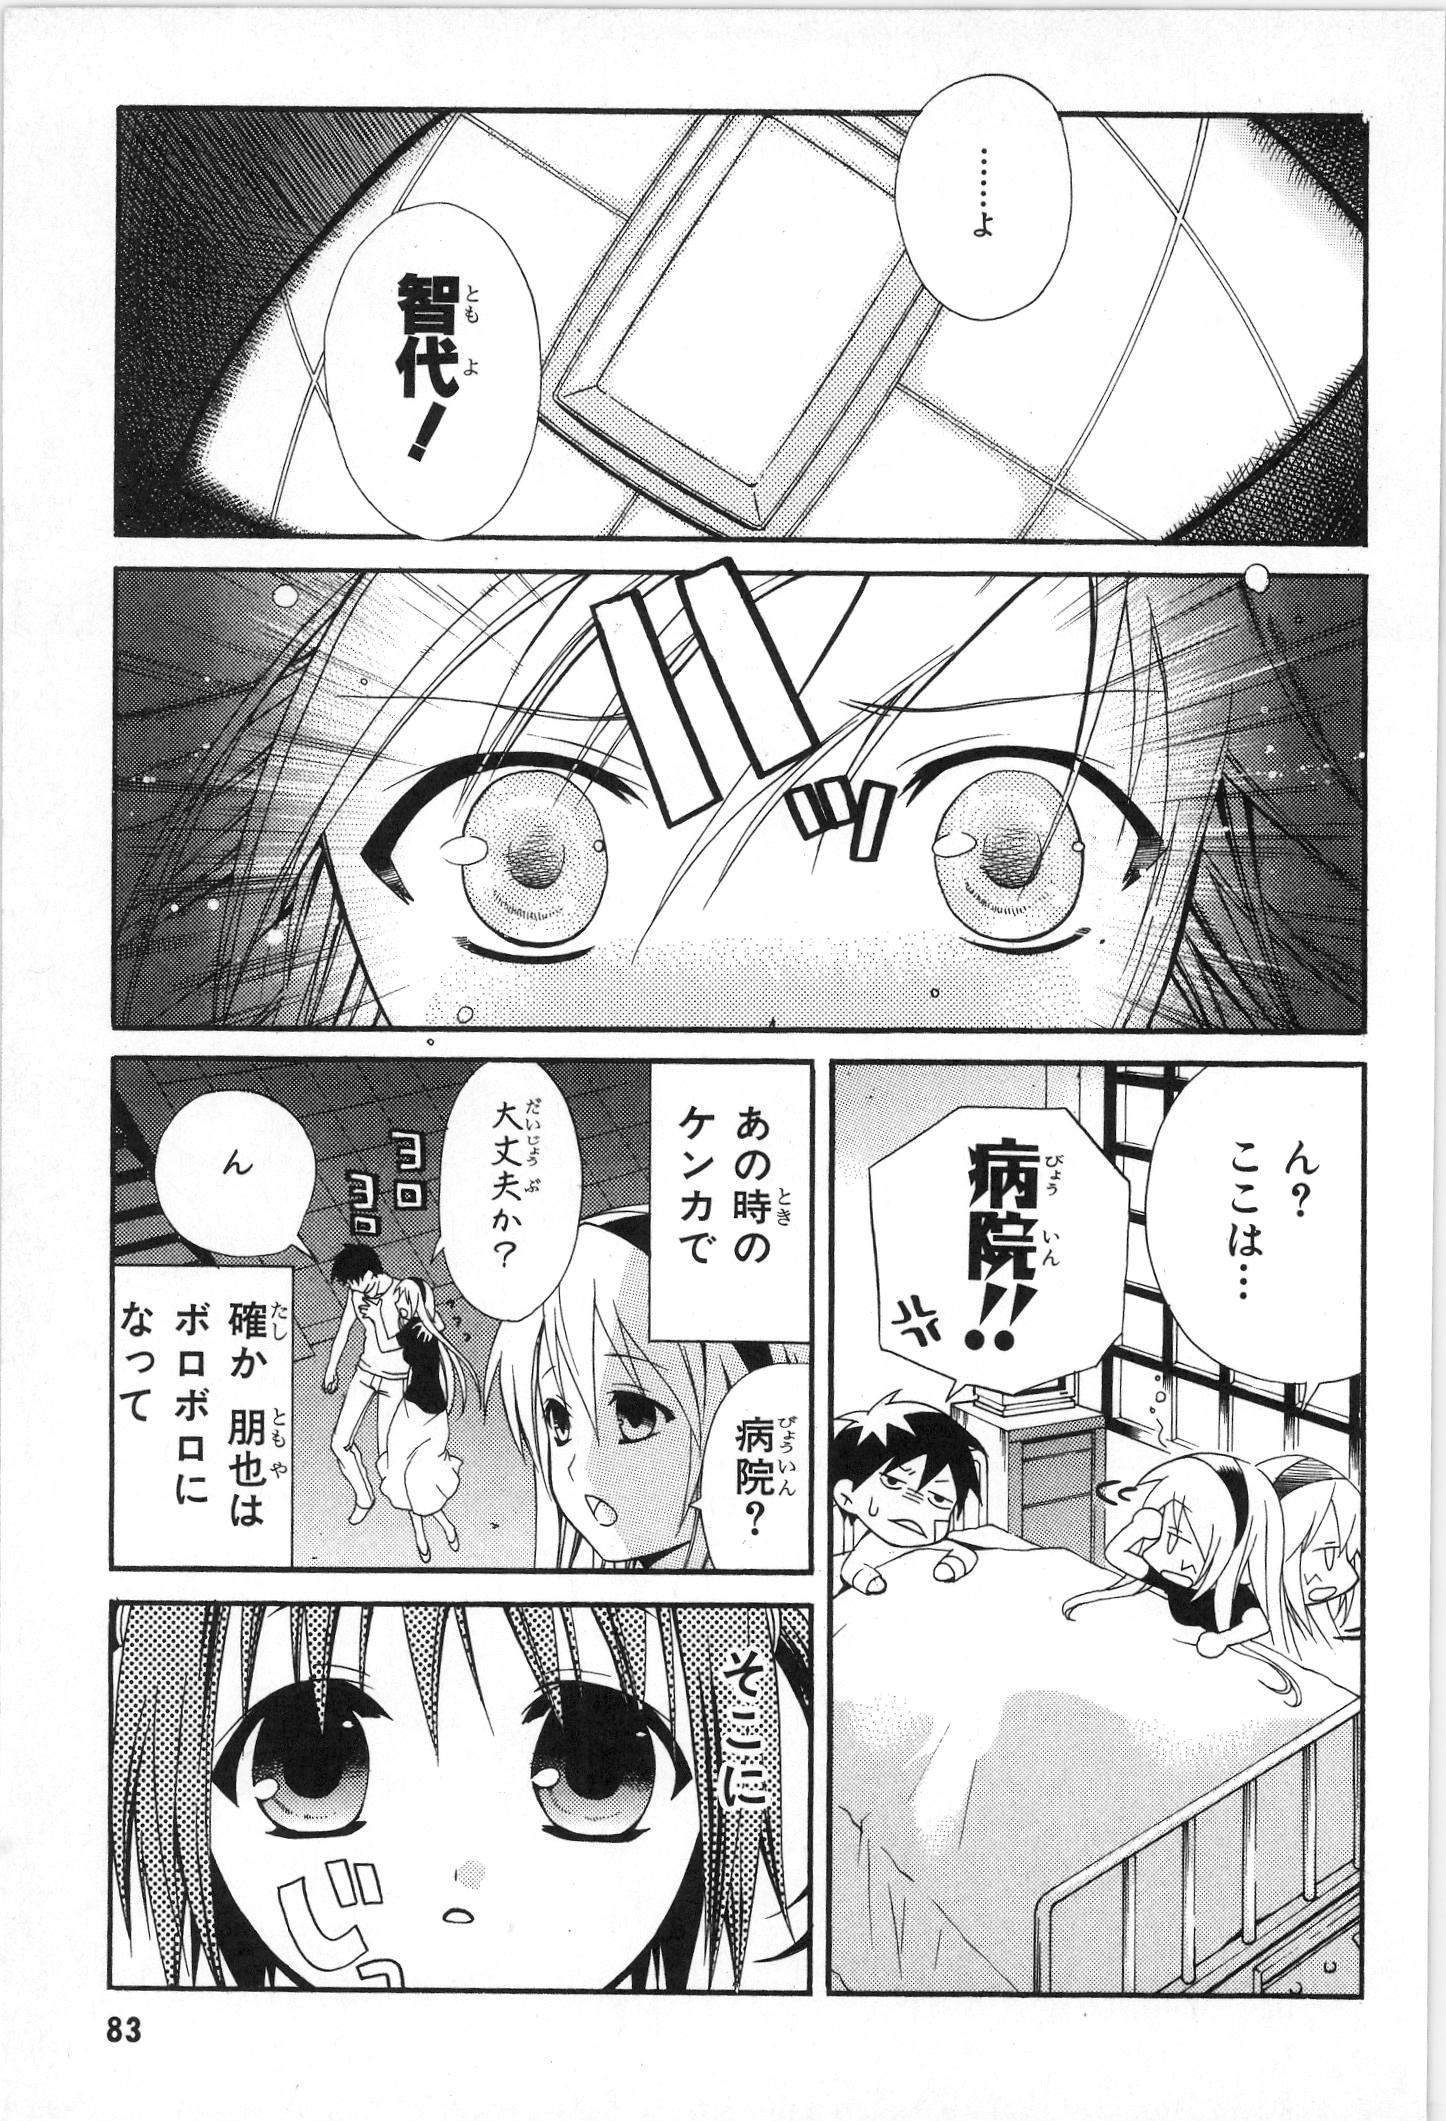 ……よ
智代！
バッ
ん？
ここは…
病院！！
あの時の
ケンカで
病院？
大丈夫か？
ヨロ
ヨロ
ん
確か 朋也は
ボロボロに
なって
そこに
じっ
83